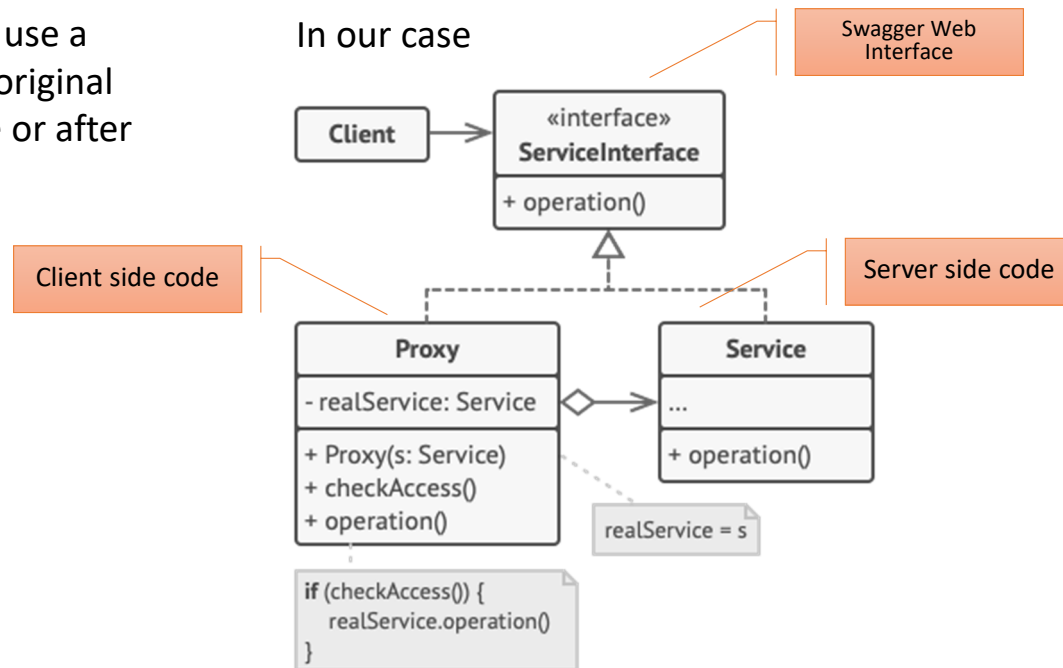 use a
original
or after
In our case
Swagger Web
Interface
Client
«interface»
ServiceInterface
+ operation()
Client side code
Server side code
Proxy
- realService: Service
+ Proxy(s: Service)
+ checkAccess()
+ operation()
Service
...
+ operation()
realService = s
if (checkAccess()) {
realService.operation()
}